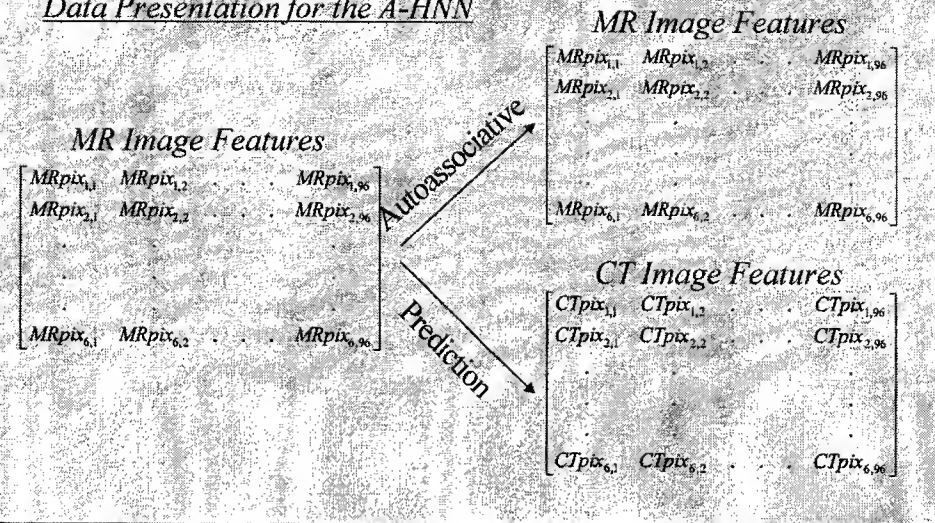 Data Presentation for the A-HNN
MR Image Features
MRpix1,1 MRpix1,2 . . . MRpix1,96
MRpix2,1 MRpix2,2 MRpix2,96
. . .
. . .
. . .
MRpix6,1 MRpix6,2 . . . MRpix6,96
Autoassociative
Prediction
MR Image Features
MRpix1,1 MRpix1,2 . . . MRpix1,96
MRpix2,1 MRpix2,2 MRpix2,96
. . .
. . .
. . .
MRpix6,1 MRpix6,2 . . . MRpix6,96
CT Image Features
CTpix1,1 CTpix1,2 . . . CTpix1,96
CTpix2,1 CTpix2,2 . . . CTpix2,96
. . .
. . .
. . .
CTpix6,1 CTpix6,2 . . . CTpix6,96